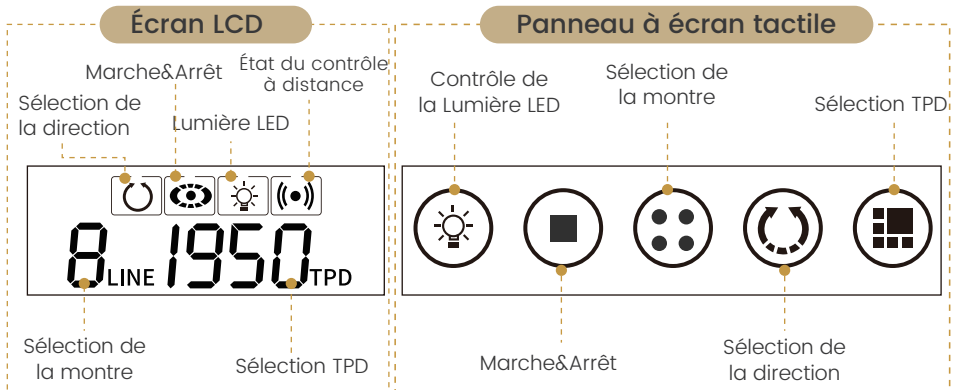 Écran LCD
Marche&Arrêt
État du contrôle
à distance
Sélection de
la direction
Lumière LED
8 LINE 1950 TPD
Sélection de
la montre
Sélection TPD
Panneau à écran tactile
Contrôle de
la Lumière LED
Sélection de
la montre
Sélection TPD
Marche&Arrêt
Sélection de
la direction